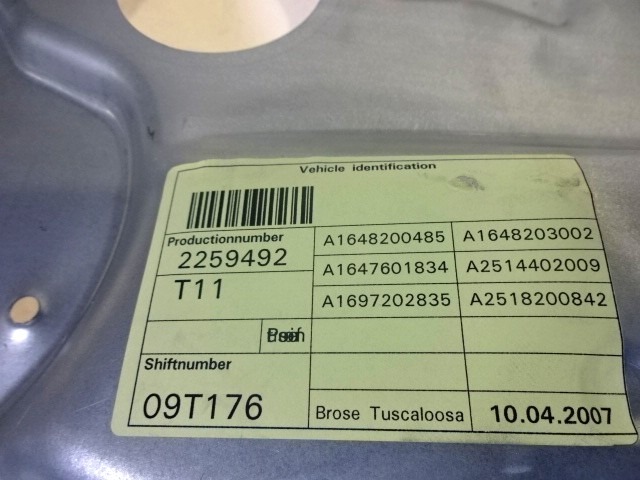 Vehicle identification
Productionnumber
2259492
T11
Shiftnumber
09T176
A1648200485 A1648203002
A1647601834 A2514402009
A1697202835 A2518200842
Brose Tuscaloosa 10.04.2007